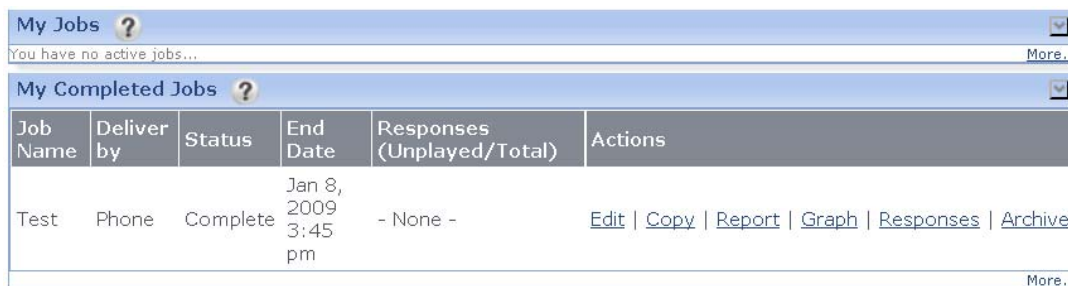 My Jobs ?
You have no active jobs...
More.
My Completed Jobs ?
Job Name Deliver by Status End Date Responses (Unplayed/Total) Actions
Test Phone Complete Jan 8, 2009 3:45 pm - None - Edit | Copy | Report | Graph | Responses | Archive
More.